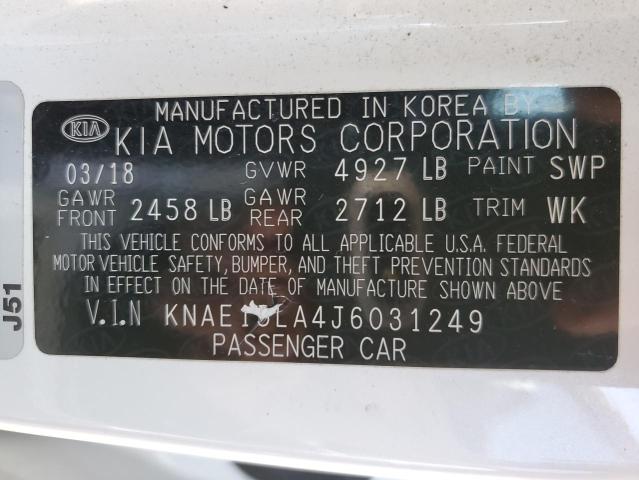 MANUFACTURED IN KOREA BY
KIA KIA MOTORS CORPORATION
03/18 GVWR 4927 LB PAINT SWP
GAWR FRONT 2458 LB GAWR REAR 2712 LB TRIM WK
THIS VEHICLE CONFORMS TO ALL APPLICABLE U.S.A. FEDERAL
MOTOR VEHICLE SAFETY, BUMPER, AND THEFT PREVENTION STANDARDS
IN EFFECT ON THE DATE OF MANUFACTURE SHOWN ABOVE
V.I.N
PASSENGER CAR
J51